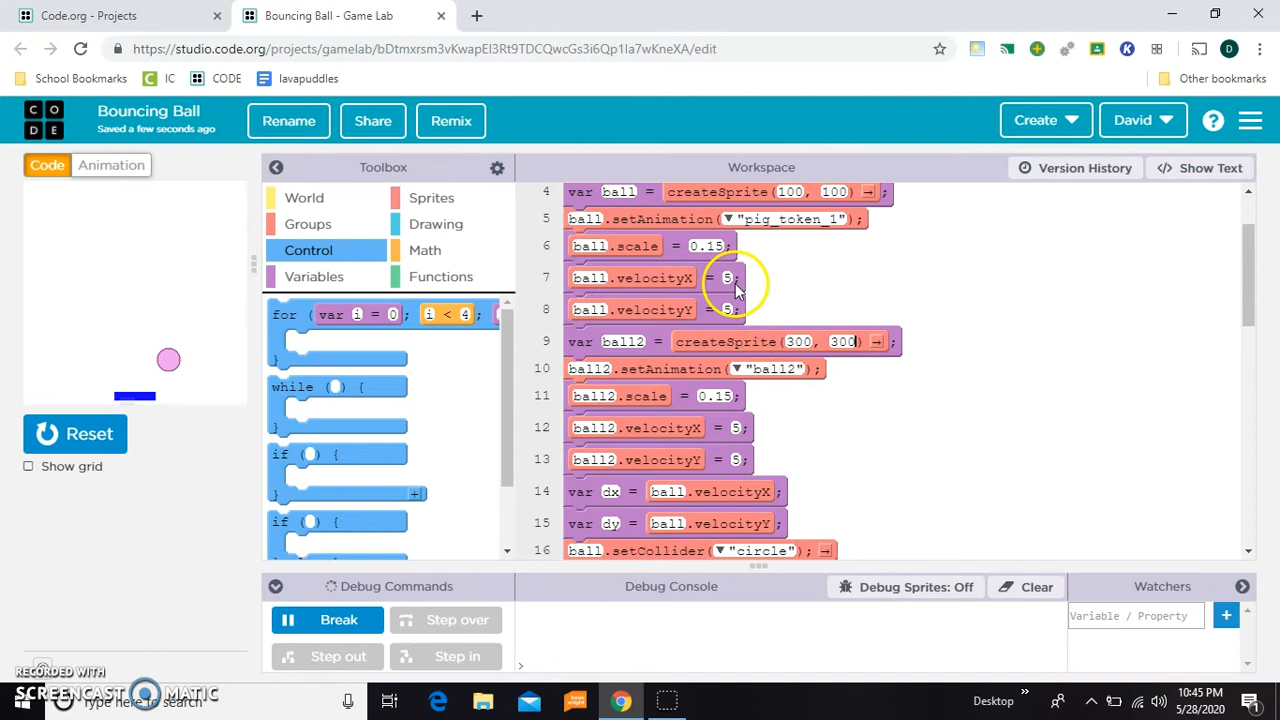 Code.org - Projects
Bouncing Ball - Game Lab
https://studio.code.org/projects/gamelab/bDtmxrsm3vKwapEl3Rt9TDCQwcGs3i6Qp1la7wKneXA/edit
D
School Bookmarks
IC
CODE
lavapuddles
Other bookmarks
C O
D E
Bouncing Ball
Saved a few seconds ago
Rename
Share
Remix
Create
David
Code
Animation
Toolbox
Workspace
Version History
Show Text
World
Sprites
Groups
Drawing
Control
Math
Variables
Functions
for ( var i = 0; i < 4;
}
while ( ) {
}
if ( ) {
}
if ( ) {
4 var ball = createSprite(100, 100);
5 ball.setAnimation("pig_token_1");
6 ball.scale = 0.15;
7 ball.velocityX = 5;
8 ball.velocityY = 5;
9 var ball2 = createSprite(300, 300);
10 ball2.setAnimation("ball2");
11 ball2.scale = 0.15;
12 ball2.velocityX = 5;
13 ball2.velocityY = 5;
14 var dx = ball.velocityX;
15 var dy = ball.velocityY;
16 ball.setCollider("circle");
Reset
Show grid
Debug Commands
Debug Console
Debug Sprites: Off
Clear
Watchers
Break
Step over
Step out
Step in
Variable / Property
>
RECORDED WITH
SCREENCAST MATIC
Type here to search
Desktop
10:45 PM
5/28/2020